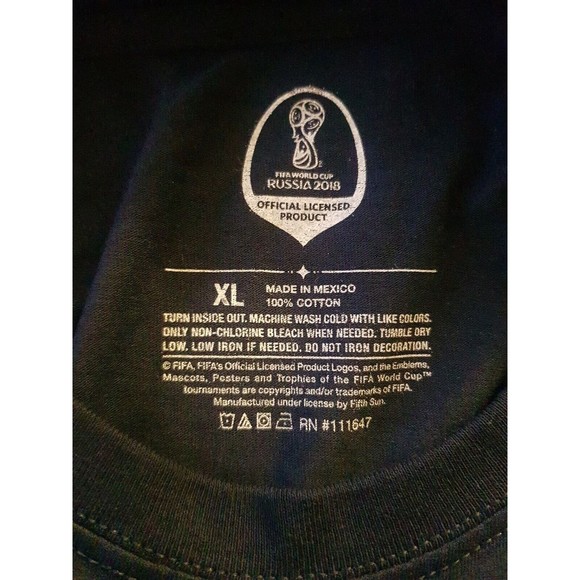 FIFA WORLD CUP
RUSSIA 2018
OFFICIAL LICENSED
PRODUCT
XL
MADE IN MEXICO
100% COTTON
TURN INSIDE OUT. MACHINE WASH COLD WITH LIKE COLORS.
ONLY NON-CHLORINE BLEACH WHEN NEEDED. TUMBLE DRY
LOW. LOW IRON IF NEEDED. DO NOT IRON DECORATION.
© FIFA, FIFA's Official Licensed Product Logos, and the Emblems,
Mascots, Posters and Trophies of the FIFA World Cup™
tournaments are copyrights and/or trademarks of FIFA.
Manufactured under license by Fifth Sun.
RN #111647